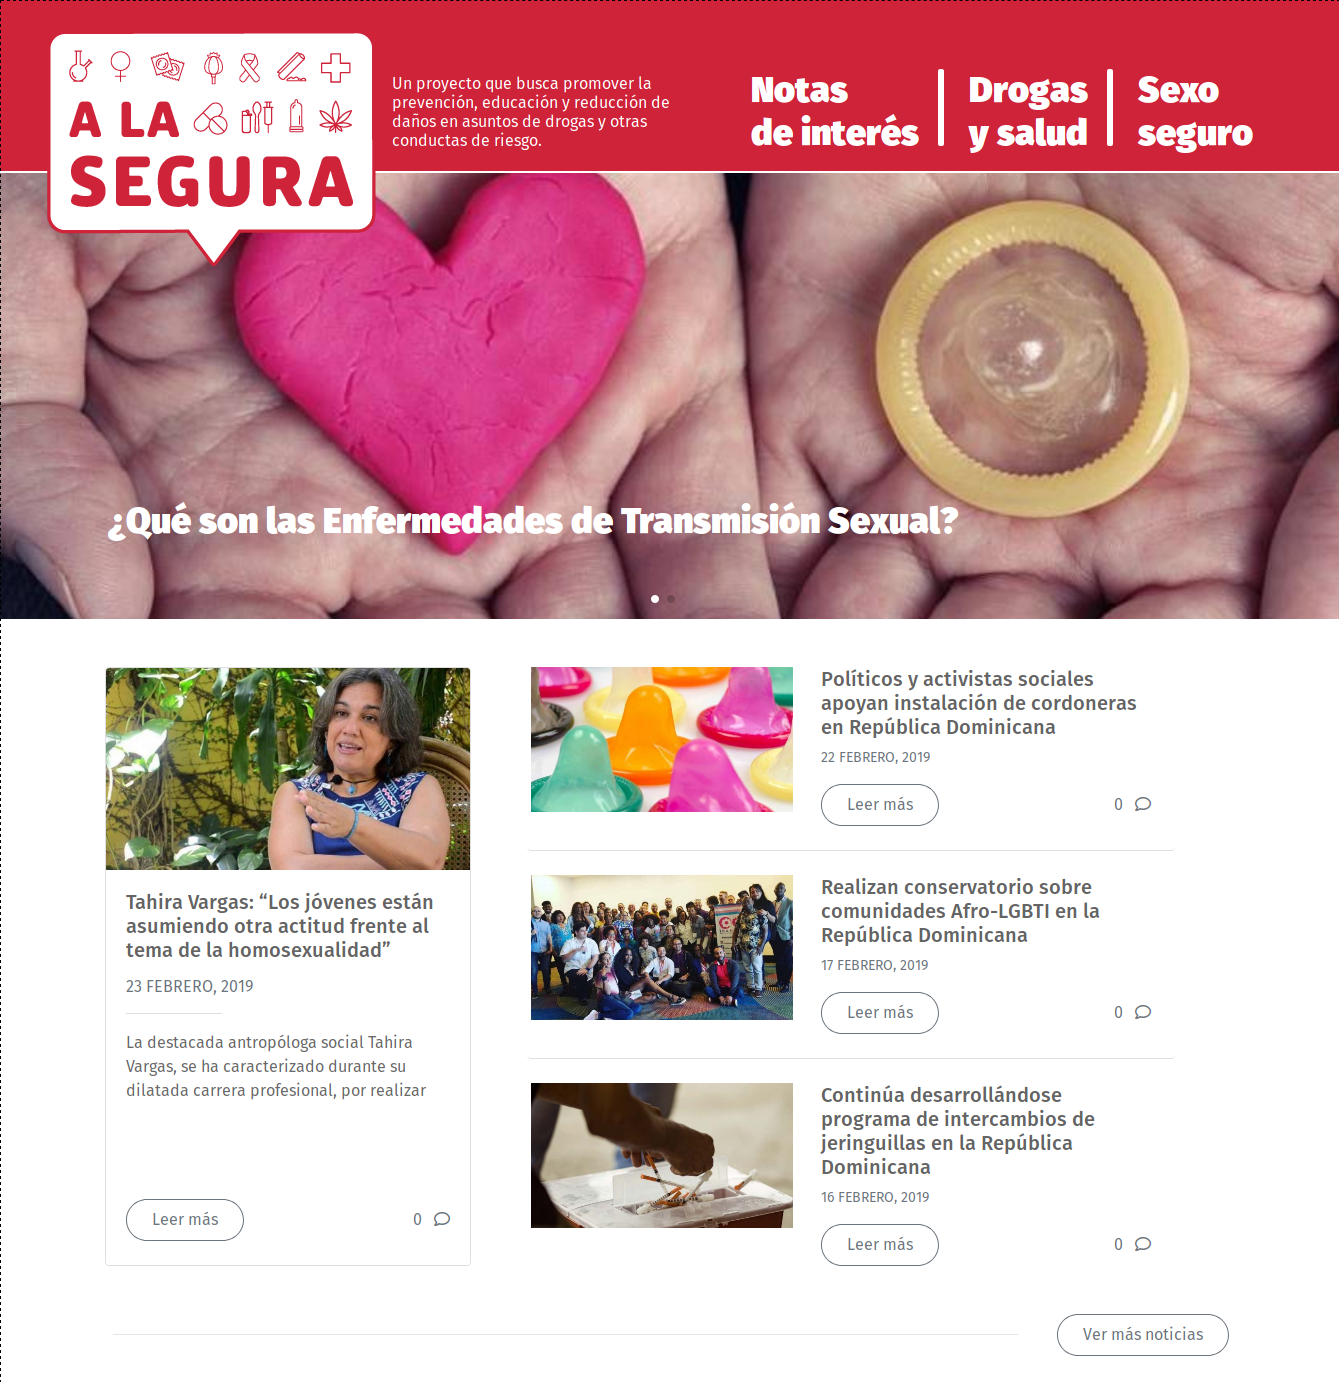 A LA
SEGURA
Un proyecto que busca promover la
prevención, educación y reducción de
daños en asuntos de drogas y otras
conductas de riesgo.
Notas
de interés
Drogas
y salud
Sexo
seguro
¿Qué son las Enfermedades de Transmisión Sexual?
Tahira Vargas: “Los jóvenes están
asumiendo otra actitud frente al
tema de la homosexualidad”
23 FEBRERO, 2019
La destacada antropóloga social Tahira
Vargas, se ha caracterizado durante su
dilatada carrera profesional, por realizar
Leer más
0
Políticos y activistas sociales
apoyan instalación de cordoneras
en República Dominicana
22 FEBRERO, 2019
Leer más
0
Realizan conservatorio sobre
comunidades Afro-LGBTI en la
República Dominicana
17 FEBRERO, 2019
Leer más
0
Continúa desarrollándose
programa de intercambios de
jeringuillas en la República
Dominicana
16 FEBRERO, 2019
Leer más
0
Ver más noticias